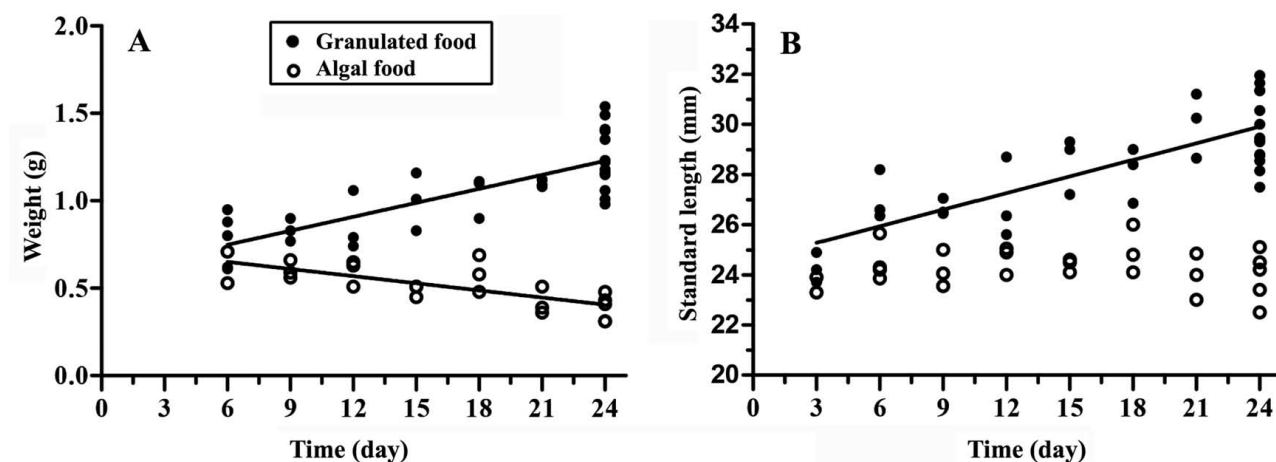 A
Granulated food
Algal food
Weight (g)
2.0
1.5
1.0
0.5
0.0
0 3 6 9 12 15 18 21 24
Time (day)
B
Standard length (mm)
34
32
30
28
26
24
22
20
0 3 6 9 12 15 18 21 24
Time (day)